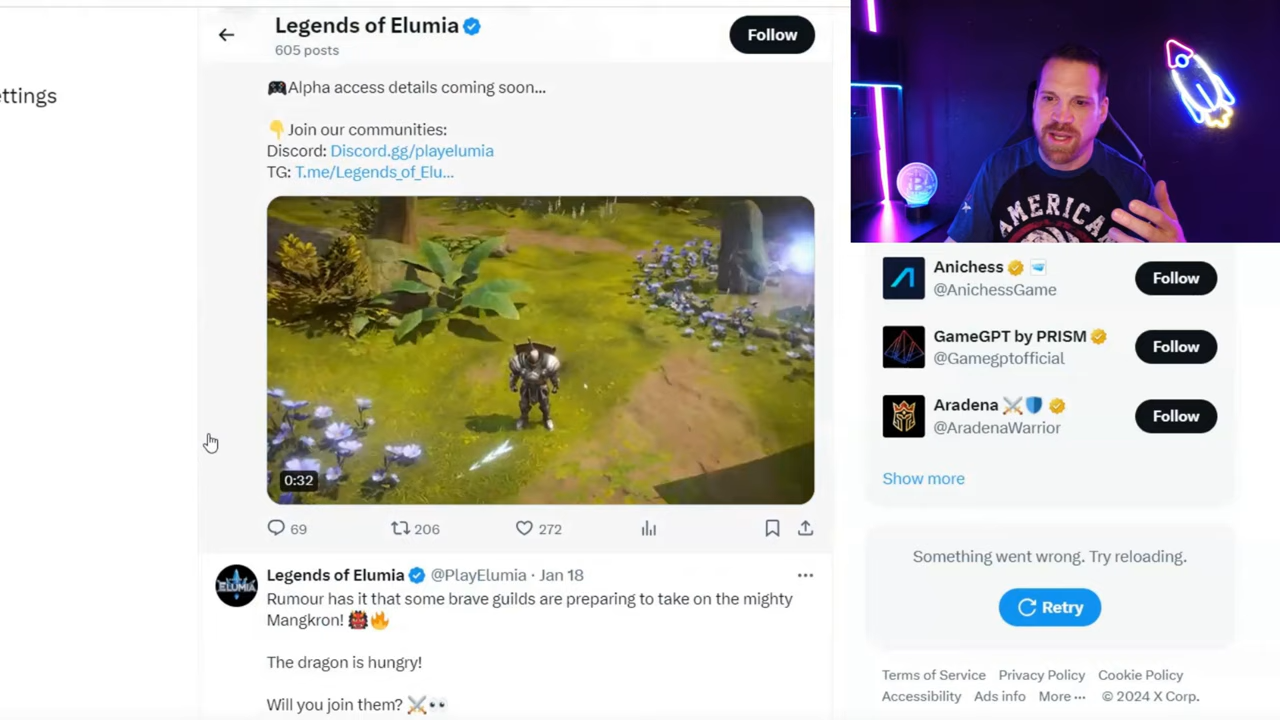 Legends of Elumia
605 posts
Follow
ettings
Alpha access details coming soon...
Join our communities:
Discord: Discord.gg/playelumia
TG: T.me/Legends_of_Elu...
0:32
69
206
272
Legends of Elumia @PlayElumia · Jan 18
Rumour has it that some brave guilds are preparing to take on the mighty
Mangkron!
The dragon is hungry!
Will you join them?
ELUMIA
AMERICA
Anichess
@AnichessGame
Follow
GameGPT by PRISM
@Gamegptofficial
Follow
Aradena
@AradenaWarrior
Follow
Show more
Something went wrong. Try reloading.
Retry
Terms of Service Privacy Policy Cookie Policy
Accessibility Ads info More ··· © 2024 X Corp.